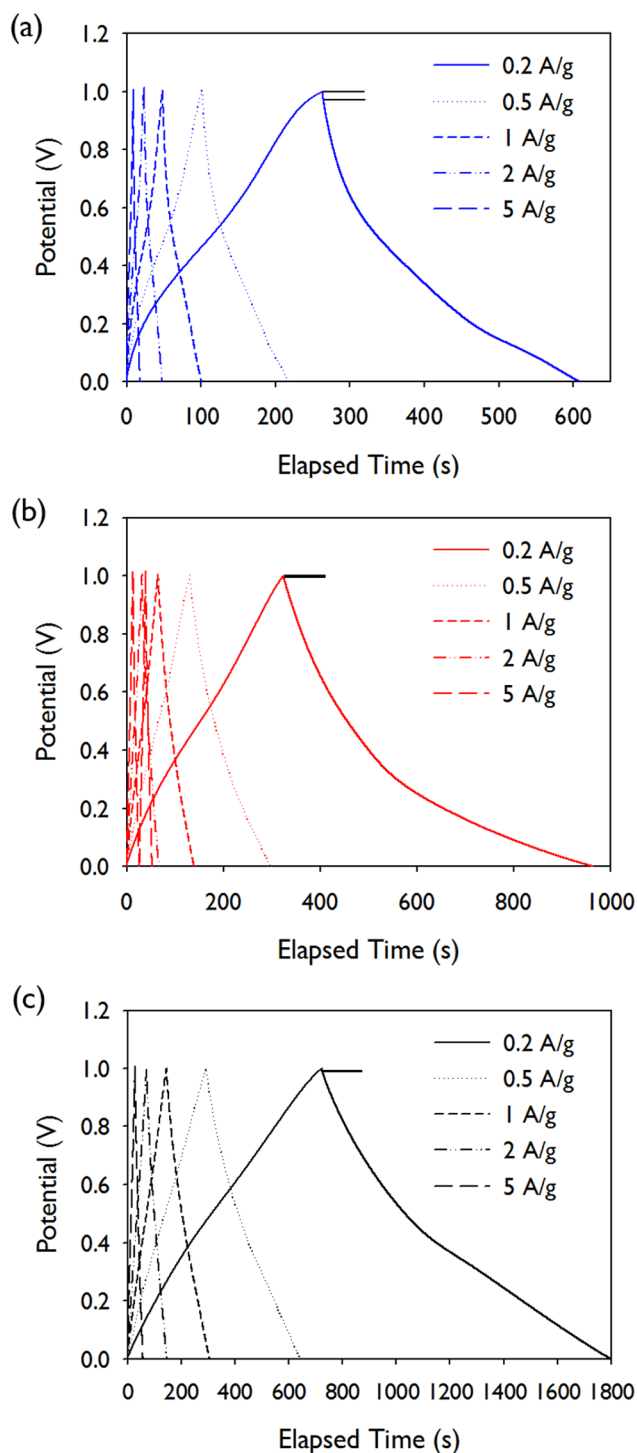 (a)
1.2
1.0
0.8
0.6
0.4
0.2
0.0
Potential (V)
0.2 A/g
0.5 A/g
1 A/g
2 A/g
5 A/g
0 100 200 300 400 500 600
Elapsed Time (s)
(b)
1.2
1.0
0.8
0.6
0.4
0.2
0.0
Potential (V)
0.2 A/g
0.5 A/g
1 A/g
2 A/g
5 A/g
0 200 400 600 800 1000
Elapsed Time (s)
(c)
1.2
1.0
0.8
0.6
0.4
0.2
0.0
Potential (V)
0.2 A/g
0.5 A/g
1 A/g
2 A/g
5 A/g
0 200 400 600 800 1000 1200 1400 1600 1800
Elapsed Time (s)